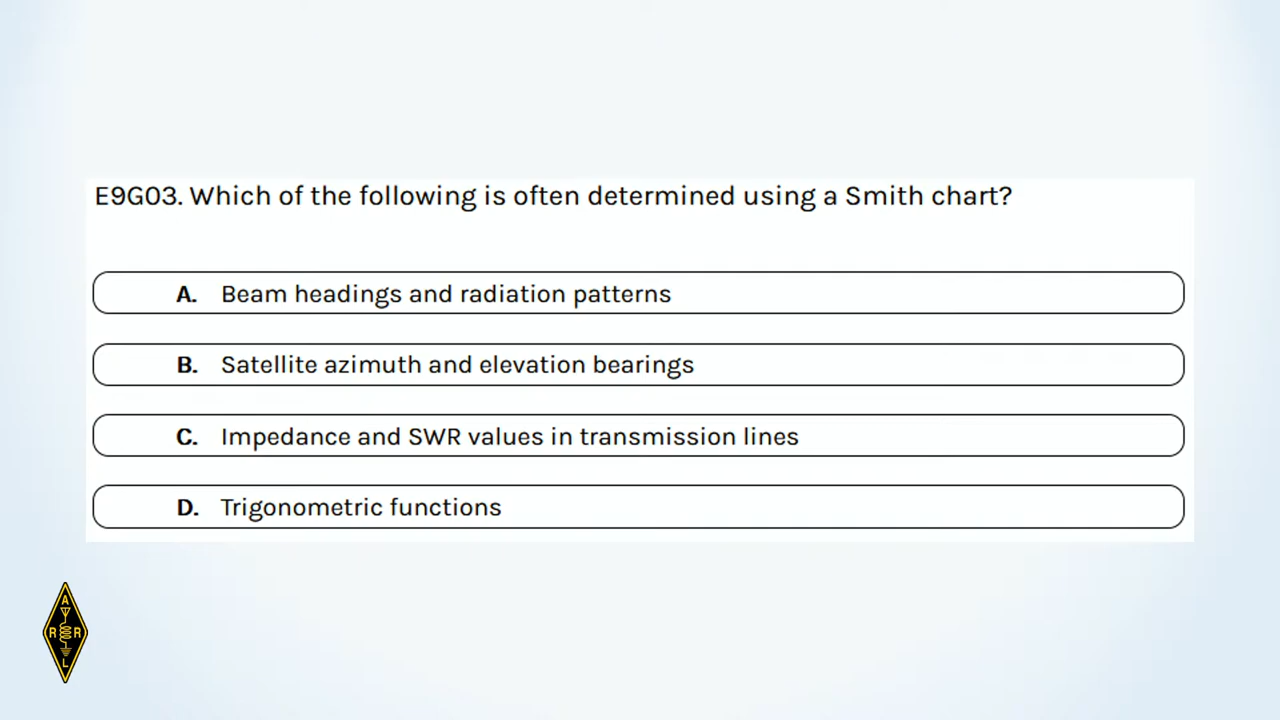 E9G03. Which of the following is often determined using a Smith chart?
A. Beam headings and radiation patterns
B. Satellite azimuth and elevation bearings
C. Impedance and SWR values in transmission lines
D. Trigonometric functions
A
R R
L